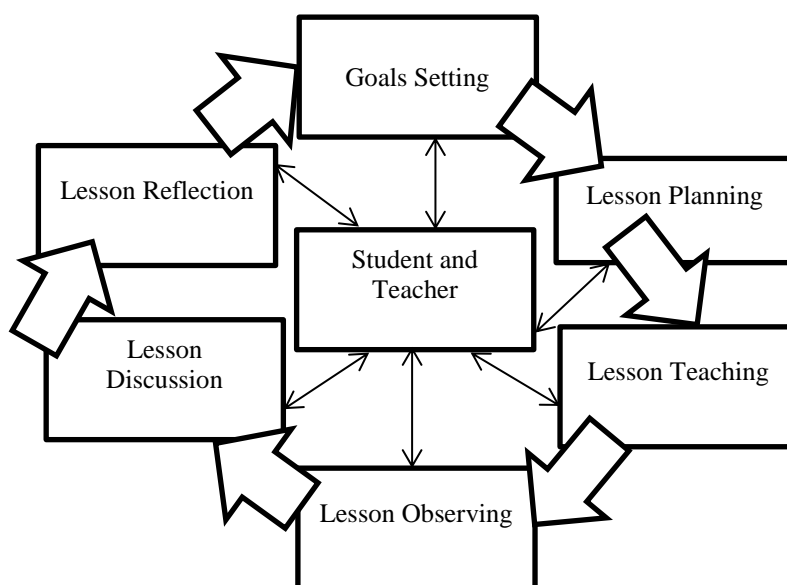 Goals Setting
Lesson Reflection
Lesson Planning
Student and
Teacher
Lesson
Discussion
Lesson Teaching
Lesson Observing